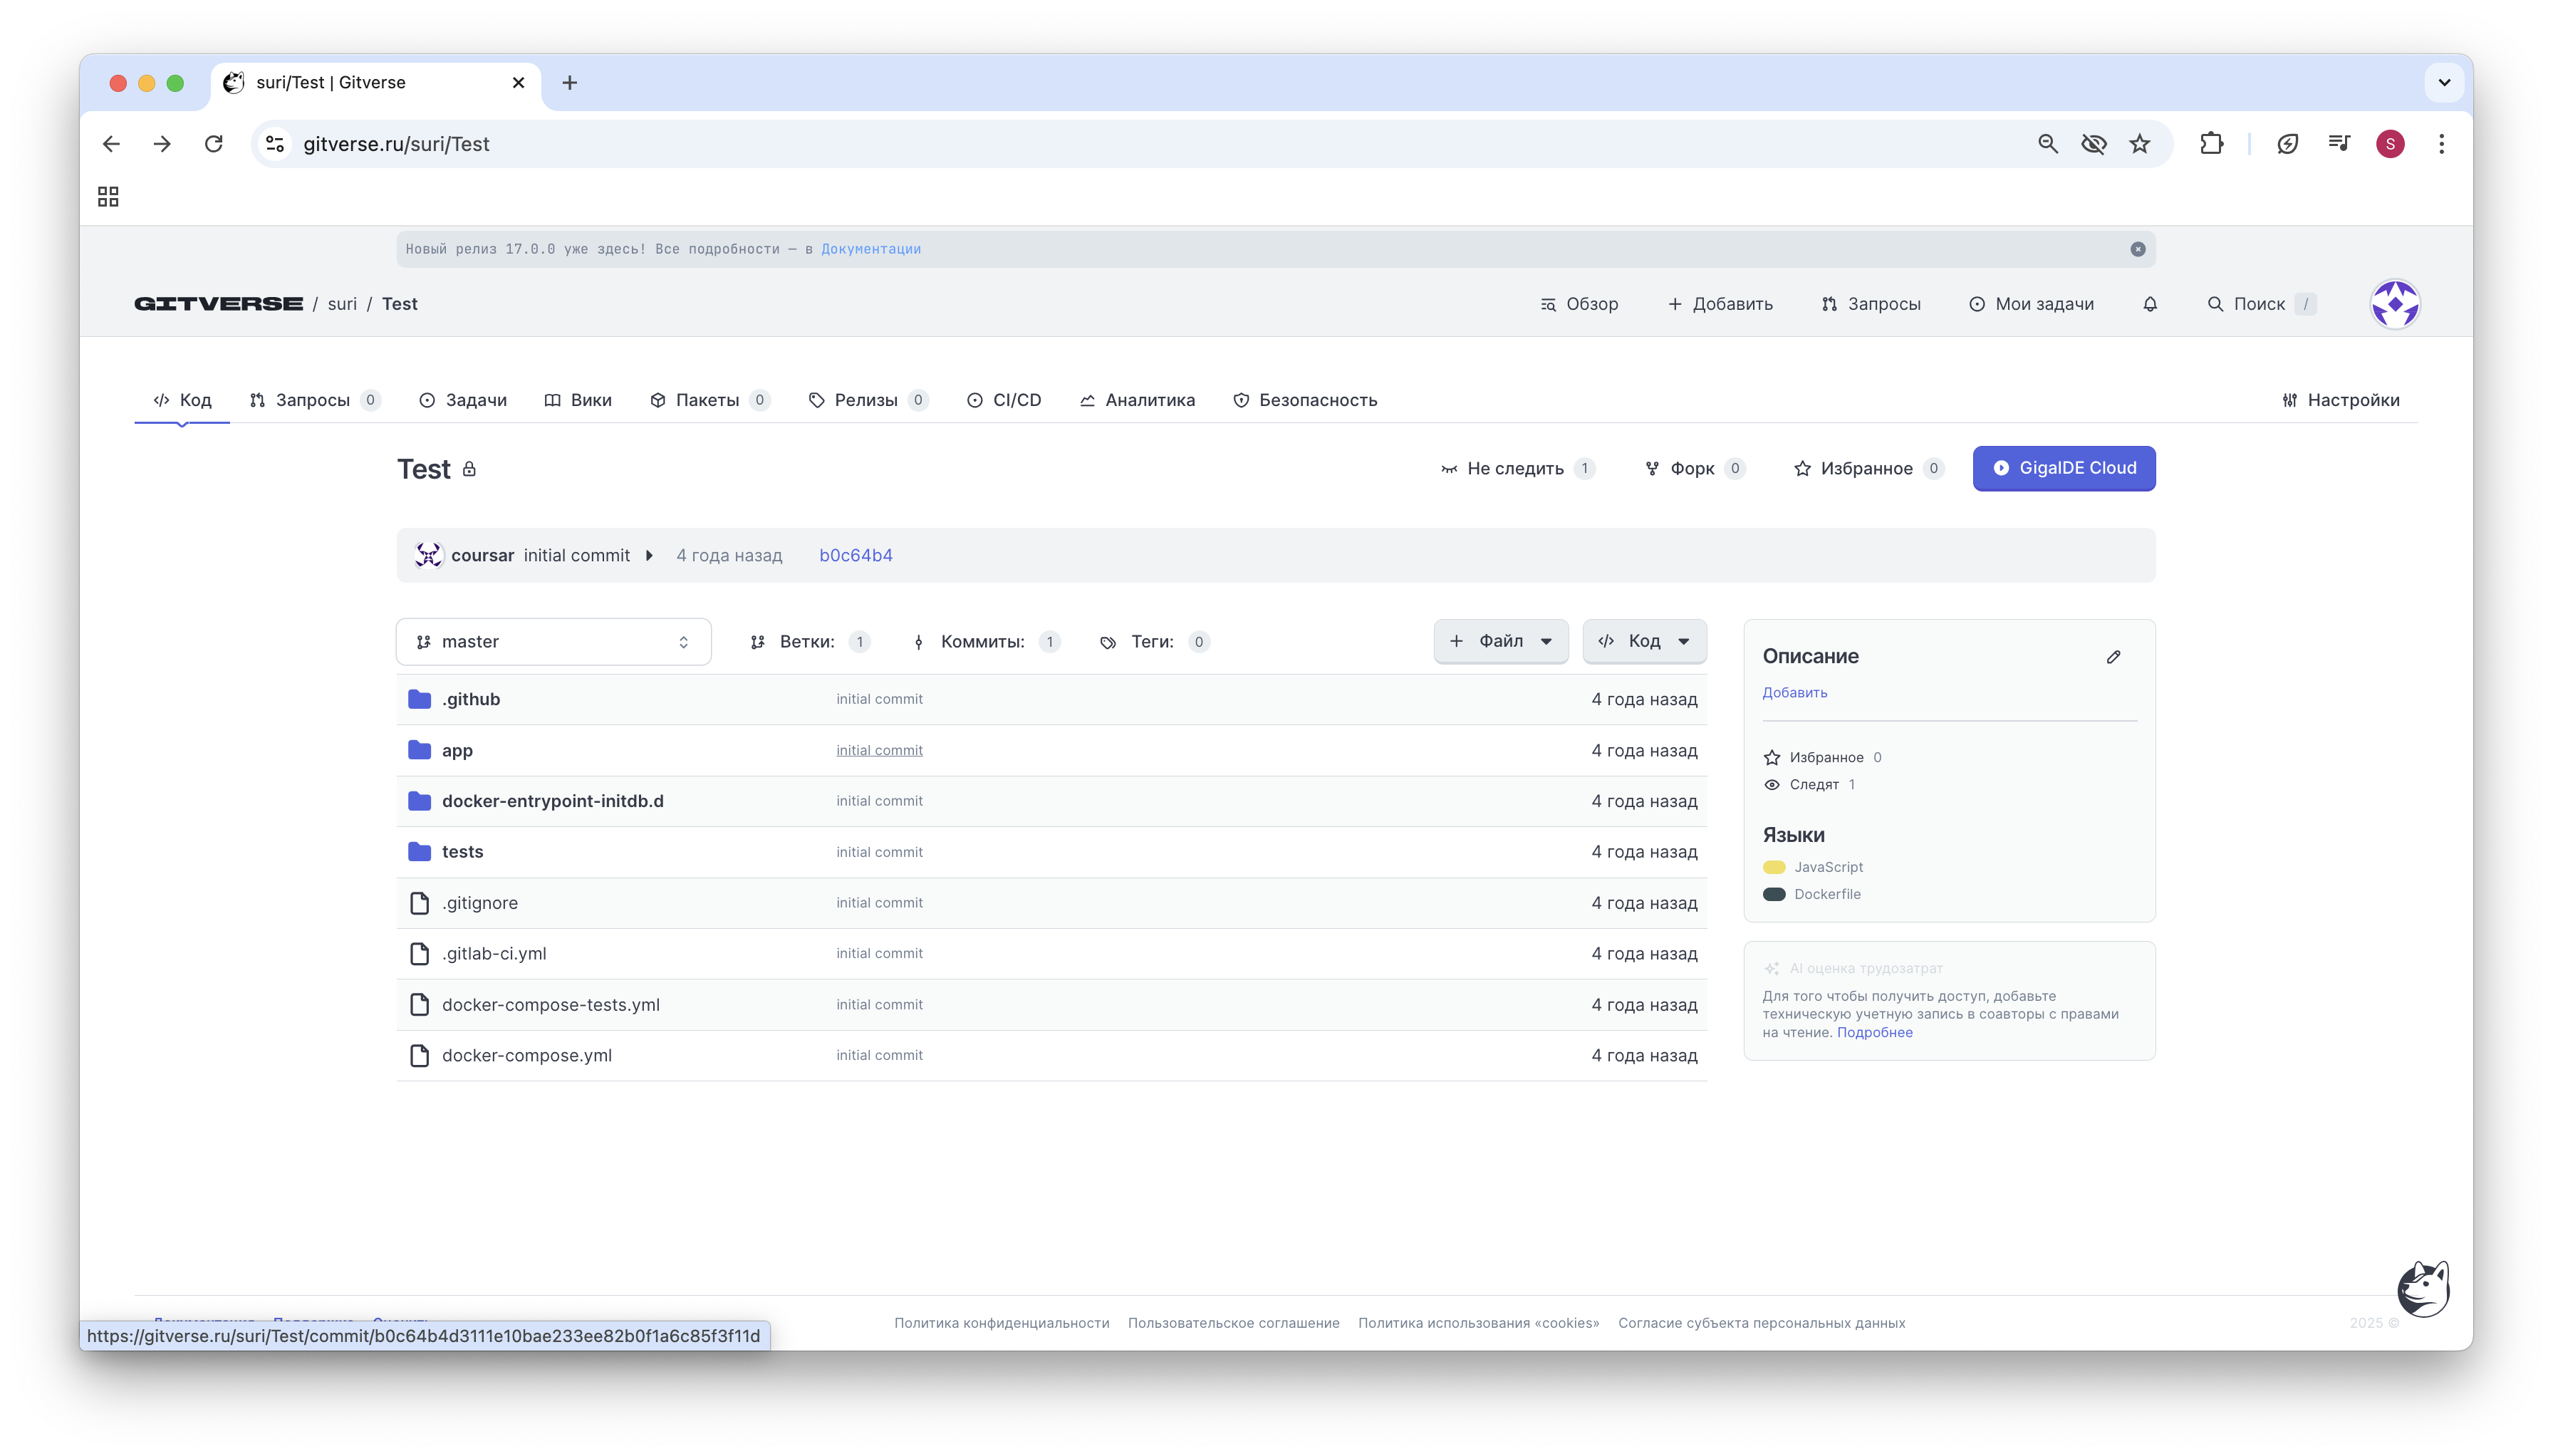 suri/Test | Gitverse
gitverse.ru/suri/Test
S
Новый релиз 17.0.0 уже здесь! Все подробности — в Документации
GITVERSE / suri / Test
Обзор
Добавить
Запросы
Мои задачи
Поиск /
Код
Запросы 0
Задачи
Вики
Пакеты 0
Релизы 0
CI/CD
Аналитика
Безопасность
Настройки
Test
Не следить 1
Форк 0
Избранное 0
GigaIDE Cloud
coursar initial commit 4 года назад b0c64b4
master
Ветки: 1
Коммиты: 1
Теги: 0
Файл
Код
.github initial commit 4 года назад
app initial commit 4 года назад
docker-entrypoint-initdb.d initial commit 4 года назад
tests initial commit 4 года назад
.gitignore initial commit 4 года назад
.gitlab-ci.yml initial commit 4 года назад
docker-compose-tests.yml initial commit 4 года назад
docker-compose.yml initial commit 4 года назад
Описание
Добавить
Избранное 0
Следят 1
Языки
JavaScript
Dockerfile
AI оценка трудозатрат
Для того чтобы получить доступ, добавьте
техническую учетную запись в соавторы с правами
на чтение. Подробнее
Политика конфиденциальности
Пользовательское соглашение
Политика использования «cookies»
Согласие субъекта персональных данных
2025 ©
https://gitverse.ru/suri/Test/commit/b0c64b4d3111e10bae233ee82b0f1a6c85f3f11d